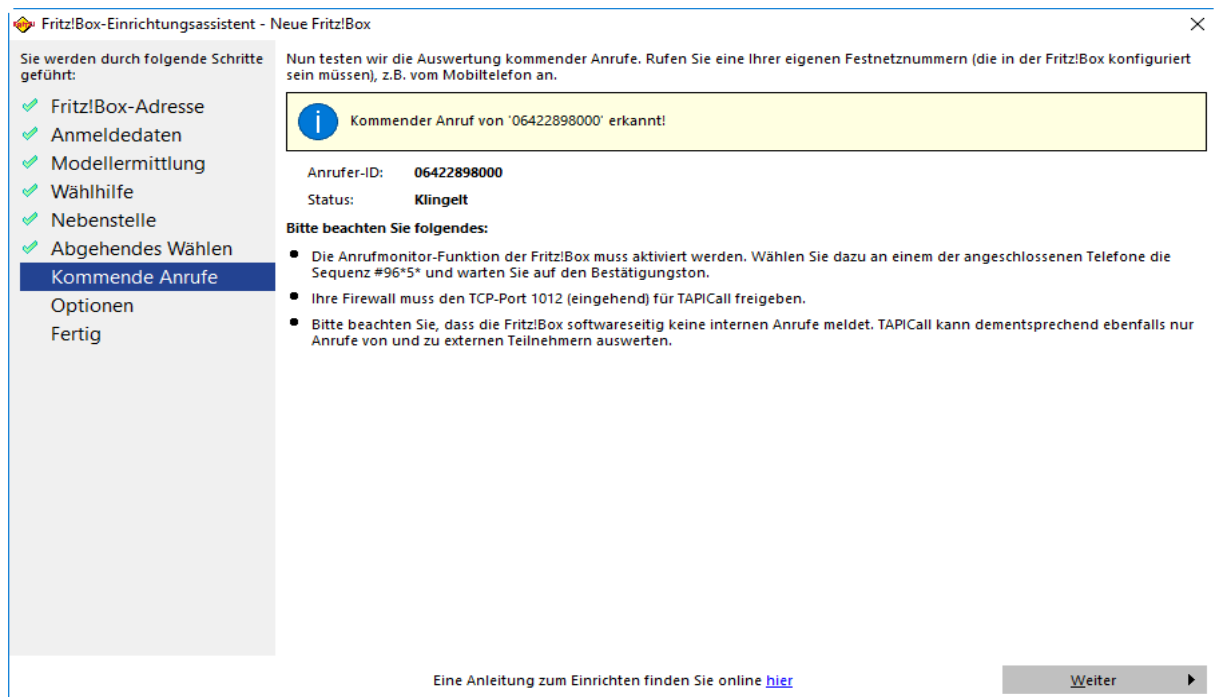 Fritz!Box-Einrichtungsassistent - Neue Fritz!Box
Sie werden durch folgende Schritte
geführt:
Fritz!Box-Adresse
Anmeldedaten
Modellermittlung
Wählhilfe
Nebenstelle
Abgehendes Wählen
Kommende Anrufe
Optionen
Fertig
Nun testen wir die Auswertung kommender Anrufe. Rufen Sie eine Ihrer eigenen Festnetznummern (die in der Fritz!Box konfiguriert
sein müssen), z.B. vom Mobiltelefon an.
Kommender Anruf von '06422898000' erkannt!
Anrufer-ID: 06422898000
Status: Klingelt
Bitte beachten Sie folgendes:
Die Anrufmonitor-Funktion der Fritz!Box muss aktiviert werden. Wählen Sie dazu an einem der angeschlossenen Telefone die
Sequenz #96*5* und warten Sie auf den Bestätigungston.
Ihre Firewall muss den TCP-Port 1012 (eingehend) für TAPICall freigeben.
Bitte beachten Sie, dass die Fritz!Box softwareseitig keine internen Anrufe meldet. TAPICall kann dementsprechend ebenfalls nur
Anrufe von und zu externen Teilnehmern auswerten.
Eine Anleitung zum Einrichten finden Sie online hier
Weiter